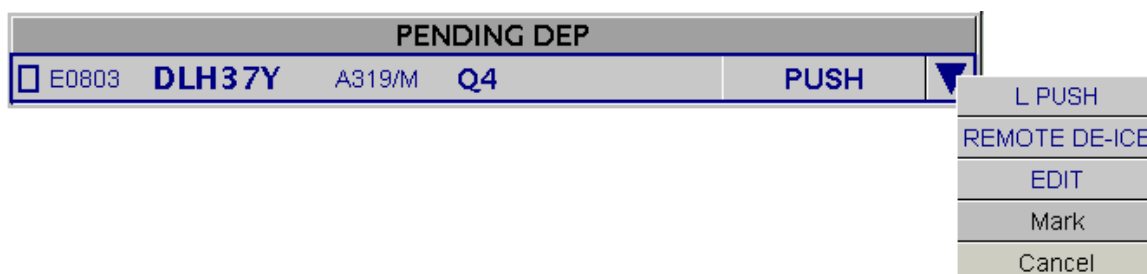 PENDING DEP
E0803 DLH37Y A319/M Q4 PUSH
L PUSH
REMOTE DE-ICE
EDIT
Mark
Cancel